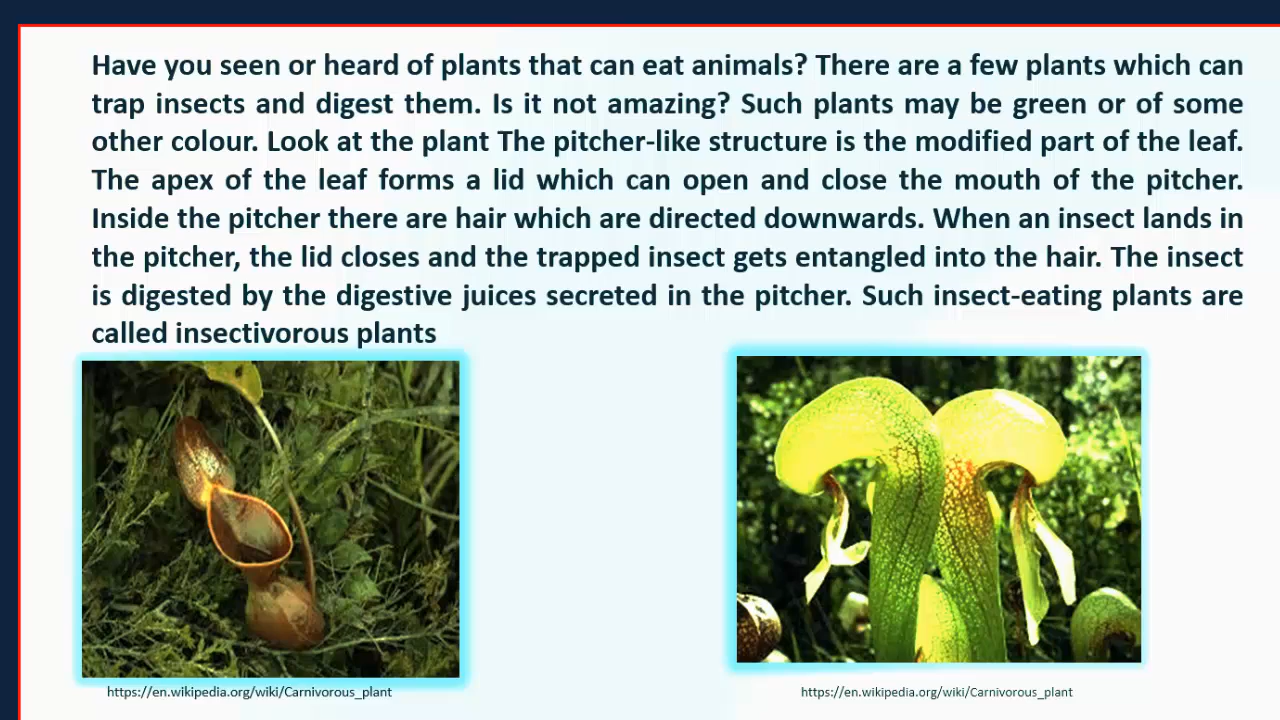 Have you seen or heard of plants that can eat animals? There are a few plants which can
trap insects and digest them. Is it not amazing? Such plants may be green or of some
other colour. Look at the plant The pitcher-like structure is the modified part of the leaf.
The apex of the leaf forms a lid which can open and close the mouth of the pitcher.
Inside the pitcher there are hair which are directed downwards. When an insect lands in
the pitcher, the lid closes and the trapped insect gets entangled into the hair. The insect
is digested by the digestive juices secreted in the pitcher. Such insect-eating plants are
called insectivorous plants
https://en.wikipedia.org/wiki/Carnivorous_plant
https://en.wikipedia.org/wiki/Carnivorous_plant